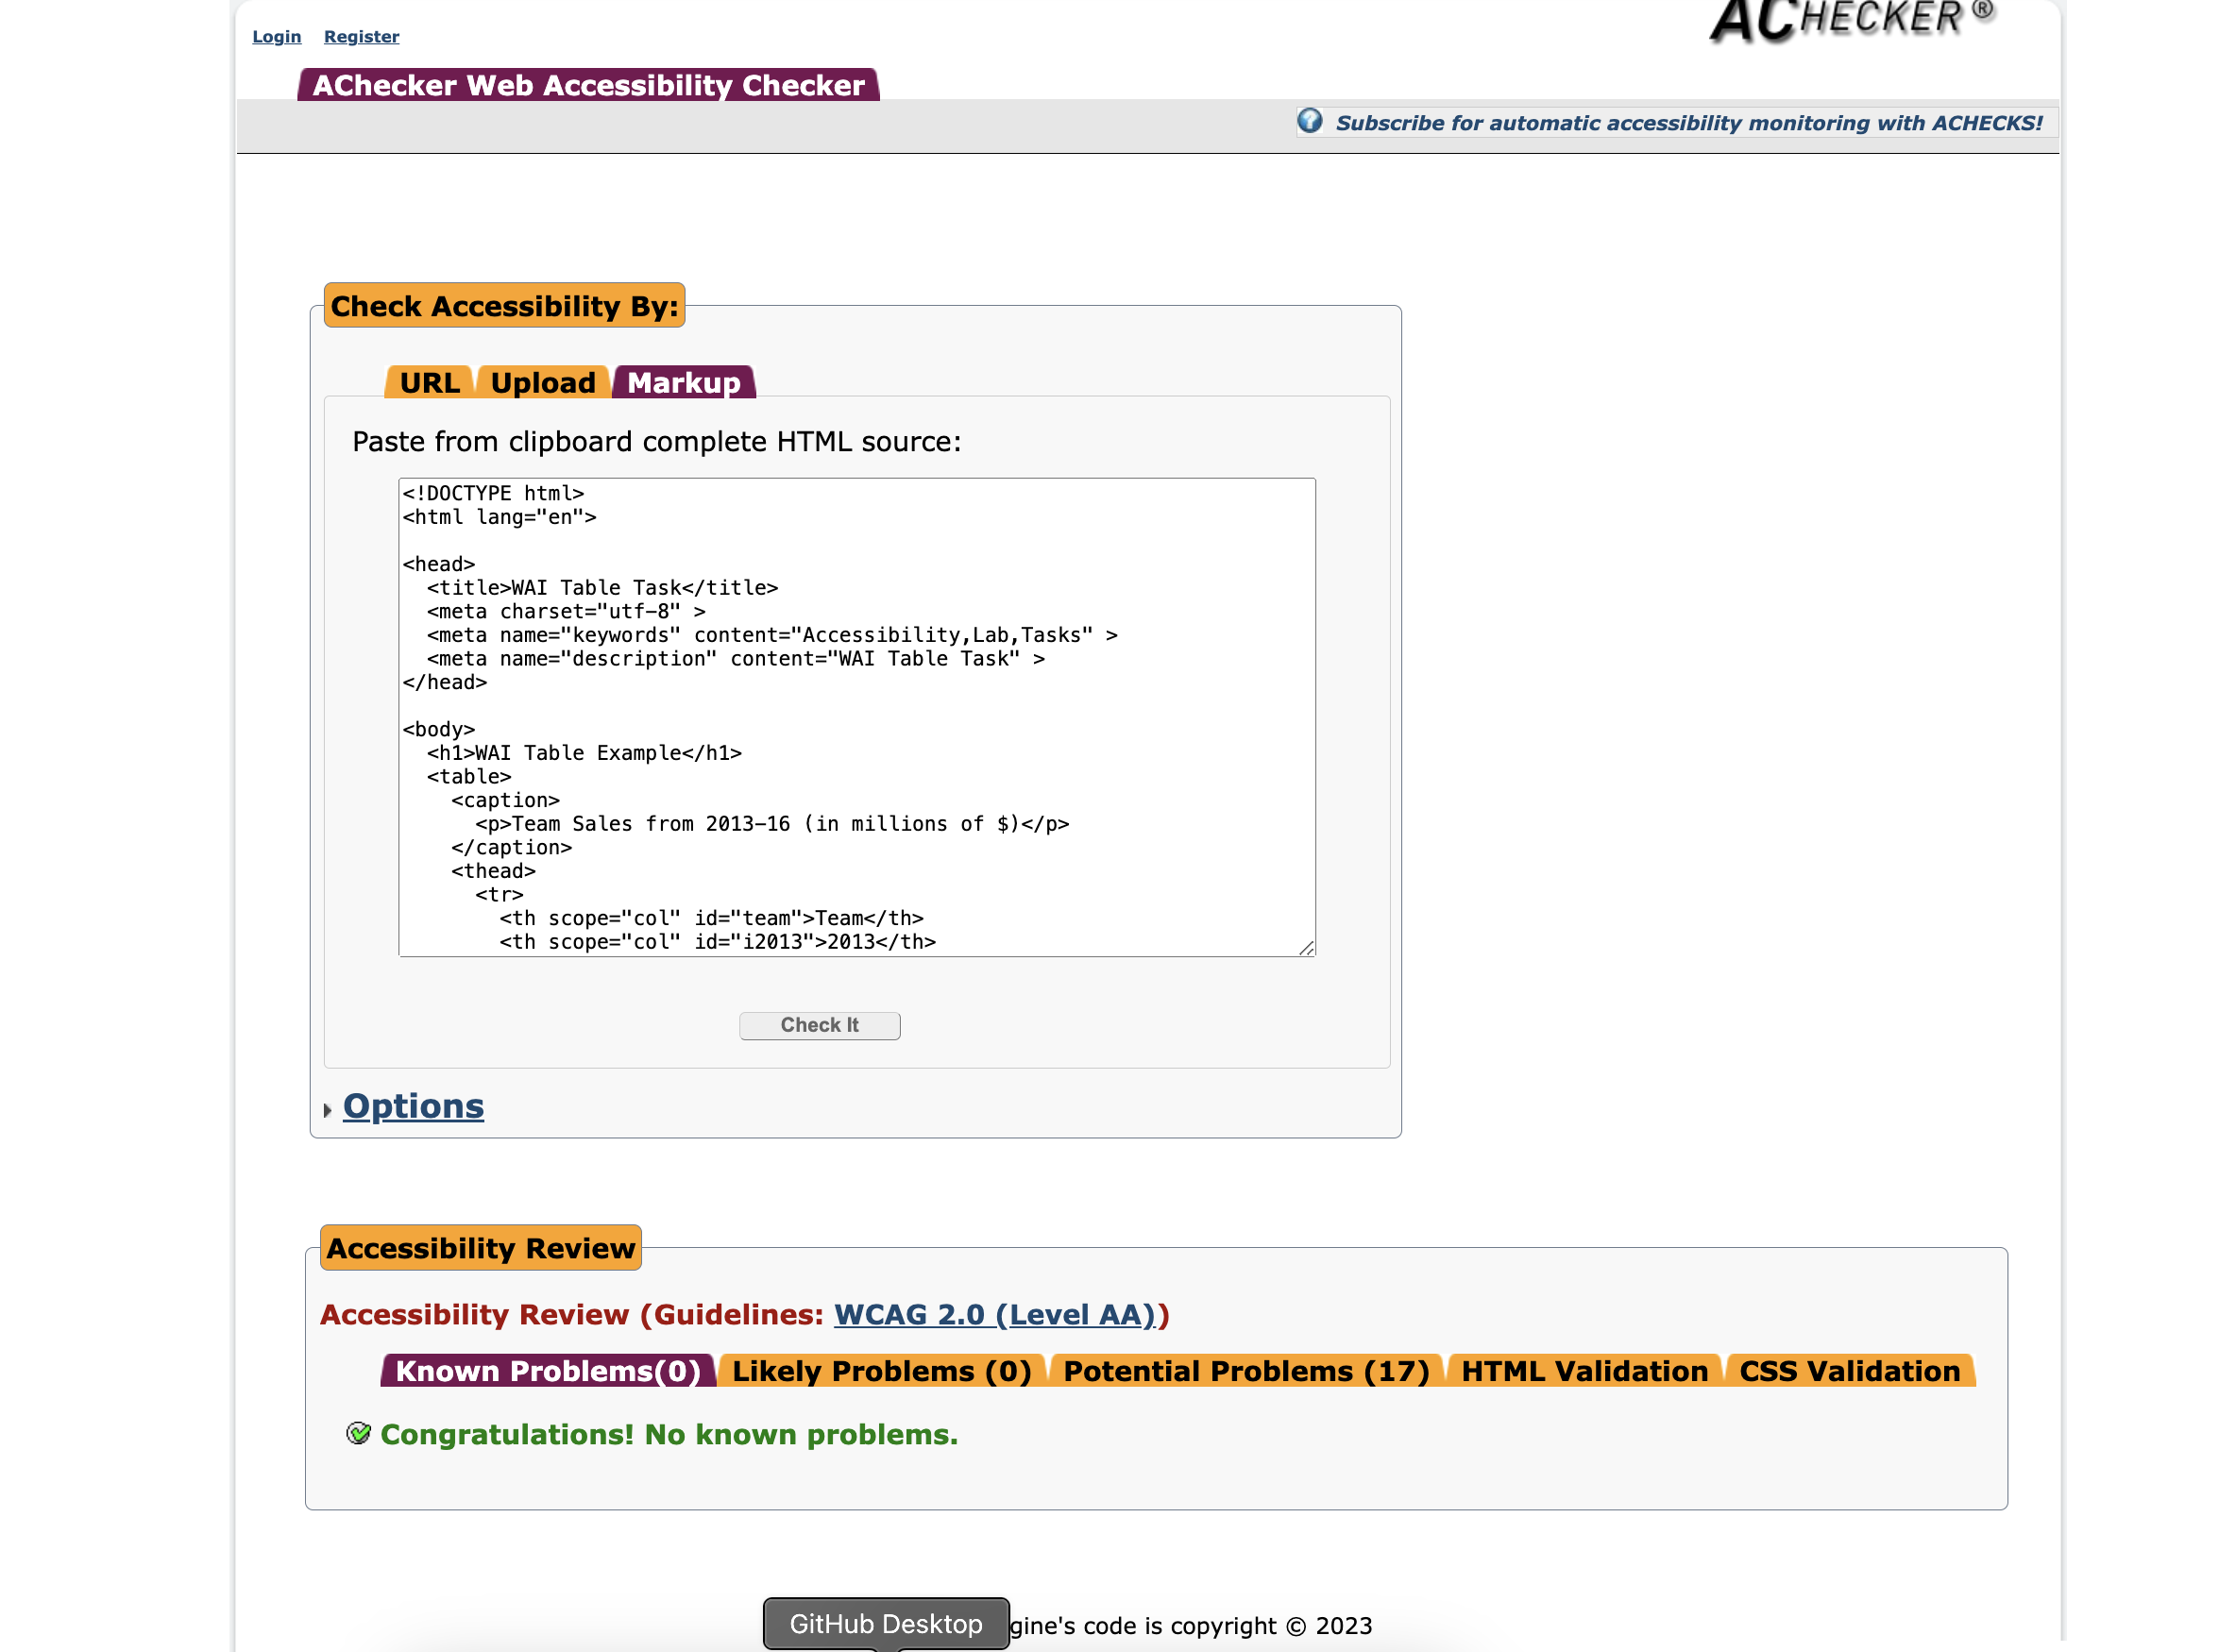 ACHECKER®
Login Register
AChecker Web Accessibility Checker
Subscribe for automatic accessibility monitoring with ACHECKS!
Check Accessibility By:
URL Upload Markup
Paste from clipboard complete HTML source:
<!DOCTYPE html>
<html lang="en">
<head>
<title>WAI Table Task</title>
<meta charset="utf-8" >
<meta name="keywords" content="Accessibility,Lab,Tasks" >
<meta name="description" content="WAI Table Task" >
</head>
<body>
<h1>WAI Table Example</h1>
<table>
<caption>
<p>Team Sales from 2013-16 (in millions of $)</p>
</caption>
<thead>
<tr>
<th scope="col" id="team">Team</th>
<th scope="col" id="i2013">2013</th>
Check It
Options
Accessibility Review
Accessibility Review (Guidelines: WCAG 2.0 (Level AA))
Known Problems(0) Likely Problems (0) Potential Problems (17) HTML Validation CSS Validation
Congratulations! No known problems.
GitHub Desktop
gine's code is copyright © 2023